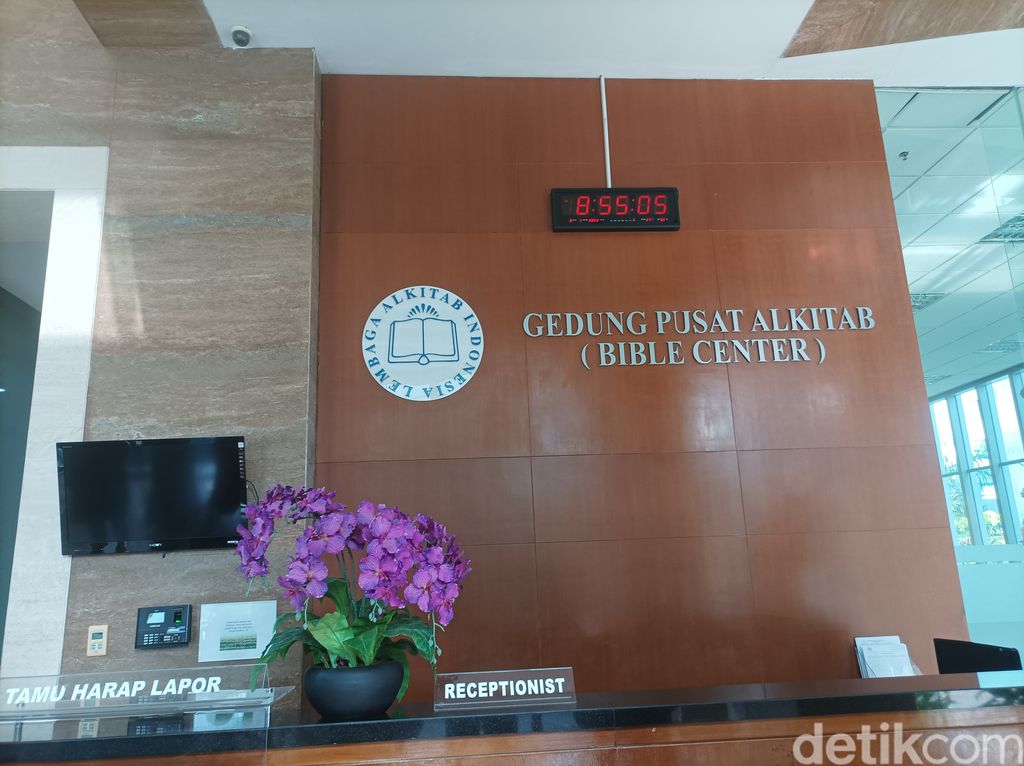 8:55:05
LEMBAGA ALKITAB INDONESIA
GEDUNG PUSAT ALKITAB
( BIBLE CENTER )
TAMU HARAP LAPOR
RECEPTIONIST
detikcom